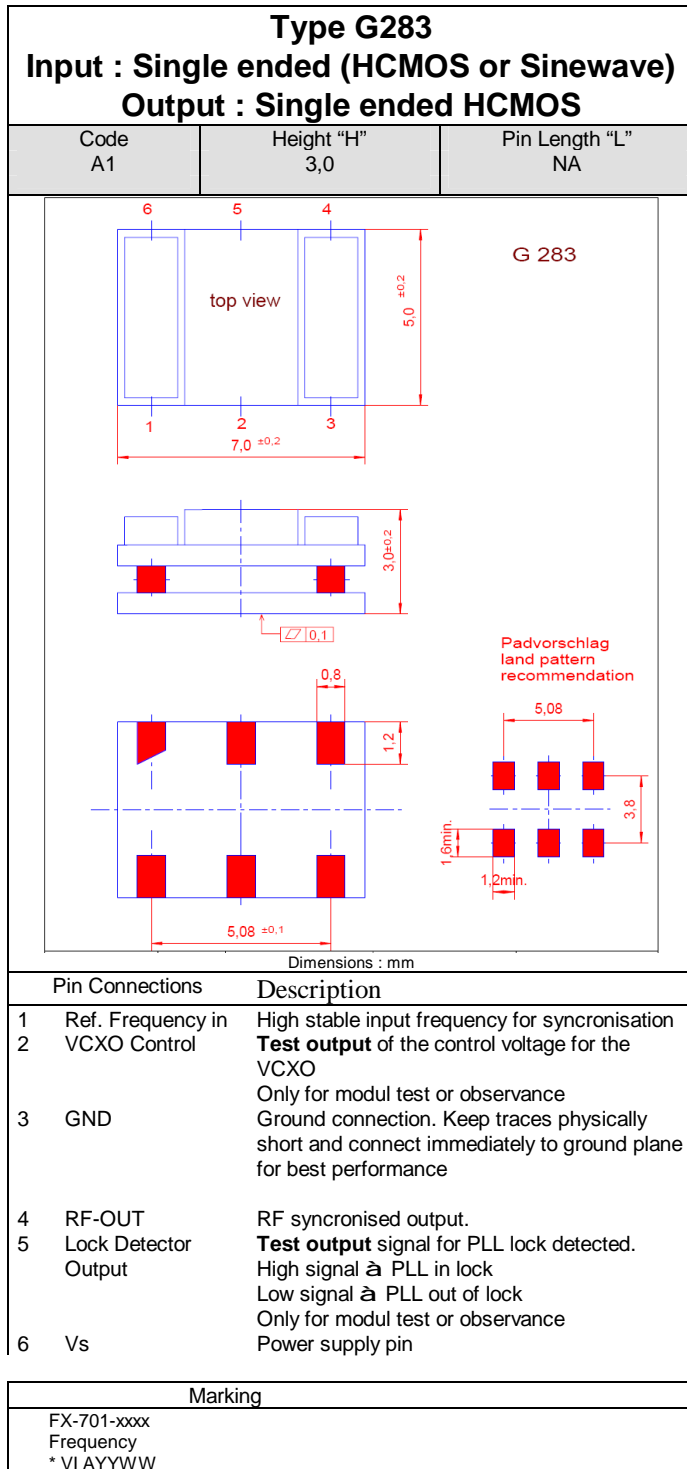 Type G283
Input : Single ended (HCMOS or Sinewave)
Output : Single ended HCMOS
Code Height “H” Pin Length “L”
A1 3,0 NA
6 5 4
G 283
top view
5,0 ±0,2
1 2 3
7,0 ±0,2
3,0±0,2
0,1
Padvorschlag
land pattern
recommendation
0,8
5,08
1,2
3,8
1,6min.
1,2min.
5,08 ±0,1
Dimensions : mm
Pin Connections Description
1 Ref. Frequency in High stable input frequency for syncronisation
2 VCXO Control Test output of the control voltage for the
VCXO
Only for modul test or observance
3 GND Ground connection. Keep traces physically
short and connect immediately to ground plane
for best performance
4 RF-OUT RF syncronised output.
5 Lock Detector Test output signal for PLL lock detected.
Output High signal à PLL in lock
Low signal à PLL out of lock
Only for modul test or observance
6 Vs Power supply pin
Marking
FX-701-xxxx
Frequency
* VI AYYWW